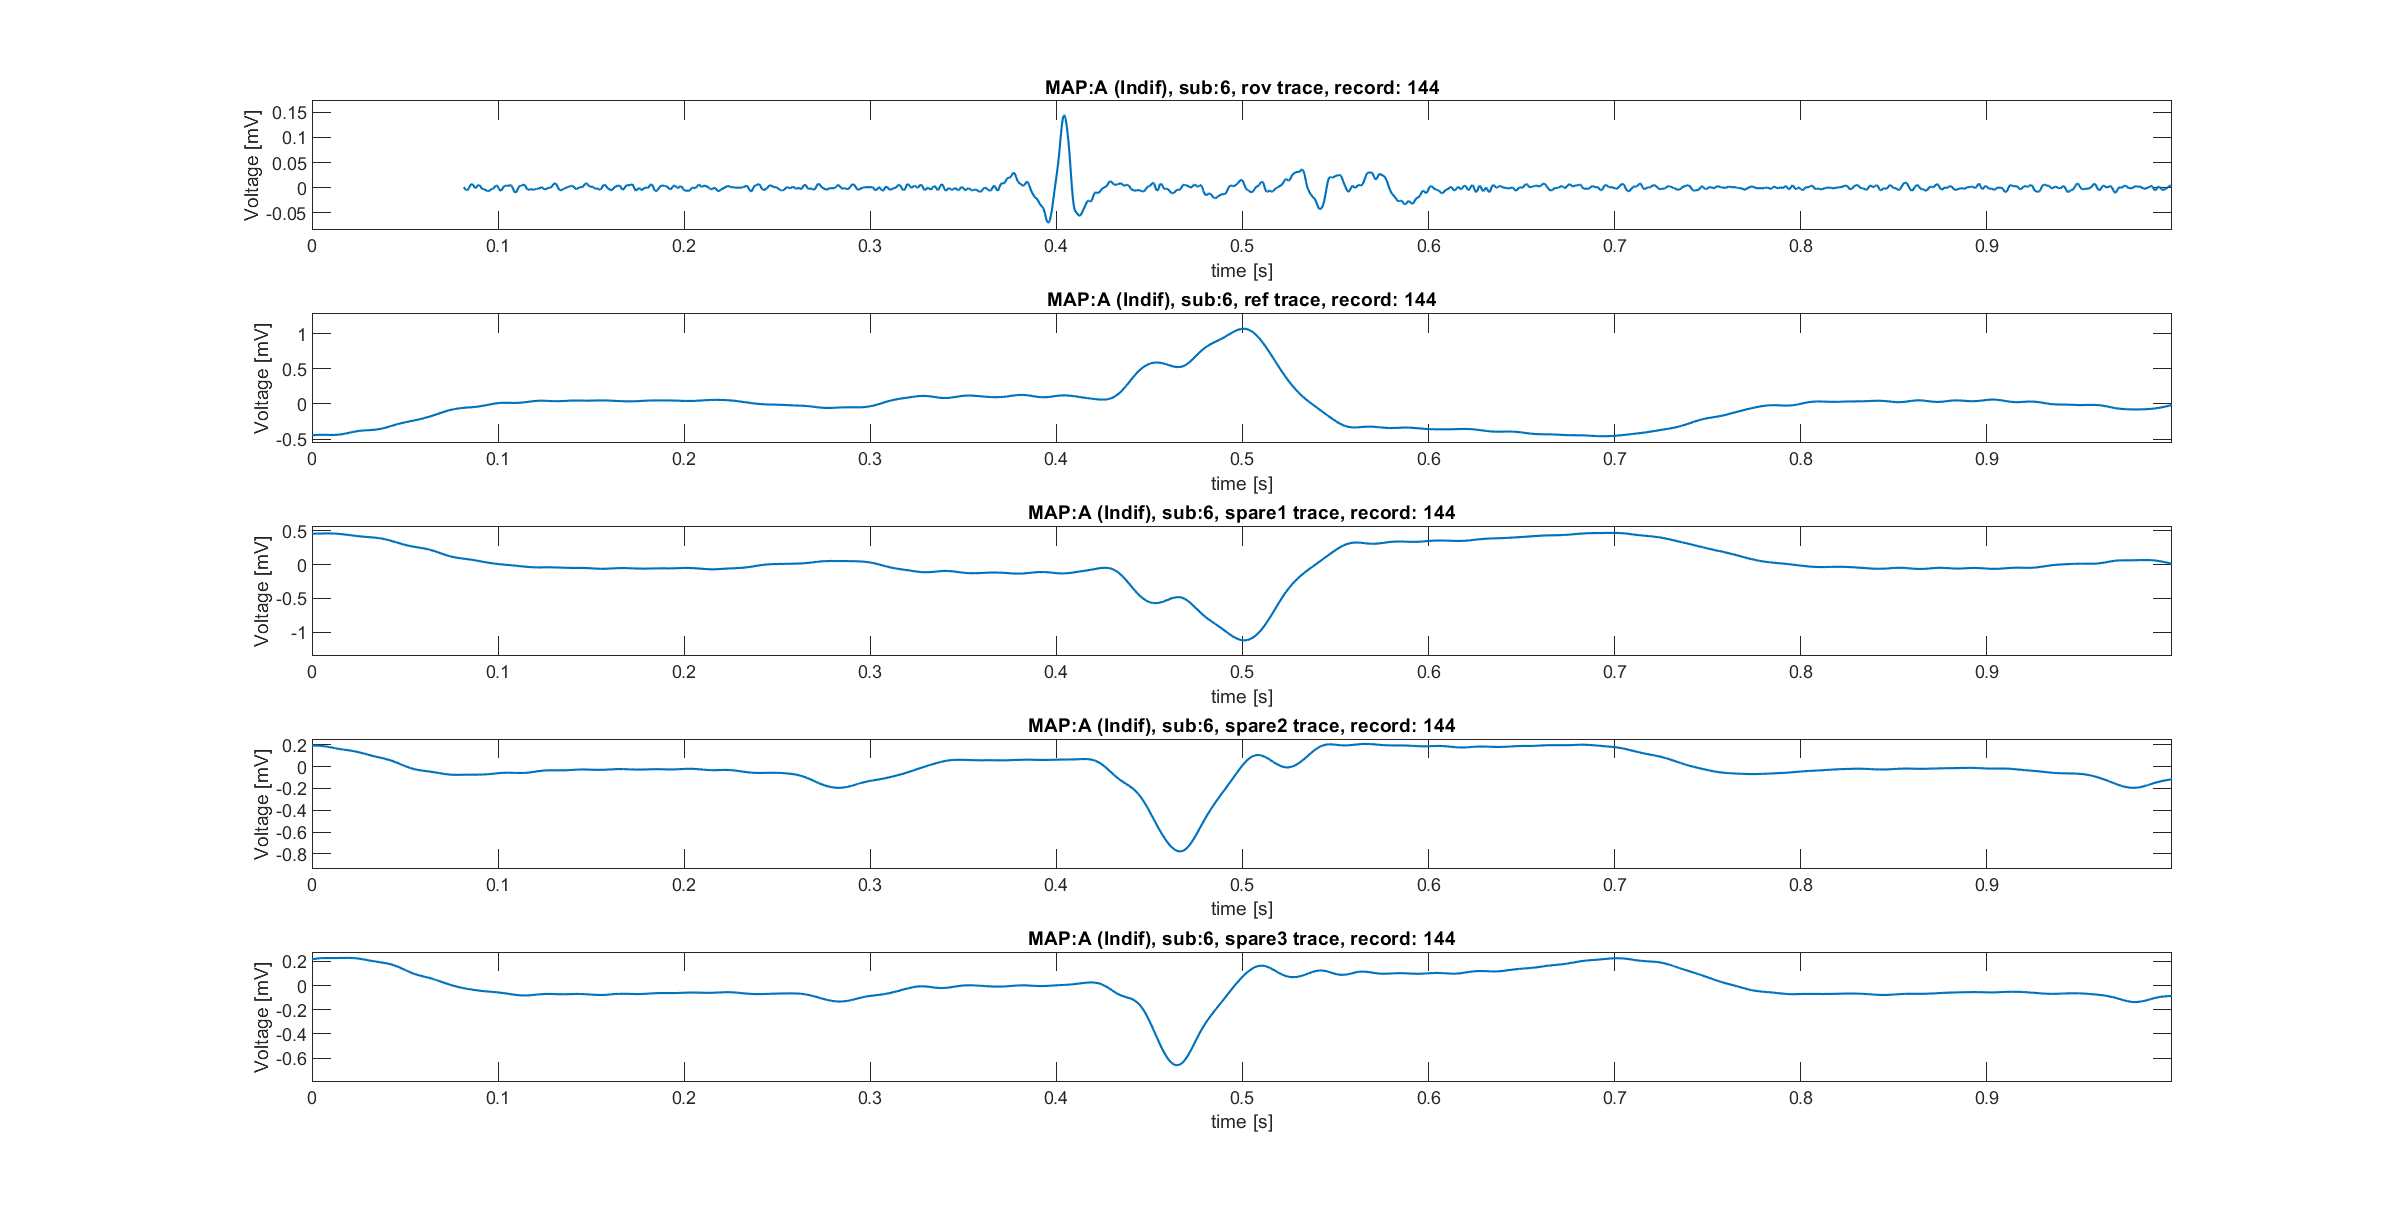 MAP:A (Indif), sub:6, rov trace, record: 144
Voltage [mV]
0.15
0.1
0.05
0
-0.05
0 0.1 0.2 0.3 0.4 0.5 0.6 0.7 0.8 0.9
time [s]
MAP:A (Indif), sub:6, ref trace, record: 144
Voltage [mV]
1
0.5
0
-0.5
0 0.1 0.2 0.3 0.4 0.5 0.6 0.7 0.8 0.9
time [s]
MAP:A (Indif), sub:6, spare1 trace, record: 144
Voltage [mV]
0.5
0
-0.5
-1
0 0.1 0.2 0.3 0.4 0.5 0.6 0.7 0.8 0.9
time [s]
MAP:A (Indif), sub:6, spare2 trace, record: 144
Voltage [mV]
0.2
0
-0.2
-0.4
-0.6
-0.8
0 0.1 0.2 0.3 0.4 0.5 0.6 0.7 0.8 0.9
time [s]
MAP:A (Indif), sub:6, spare3 trace, record: 144
Voltage [mV]
0.2
0
-0.2
-0.4
-0.6
0 0.1 0.2 0.3 0.4 0.5 0.6 0.7 0.8 0.9
time [s]